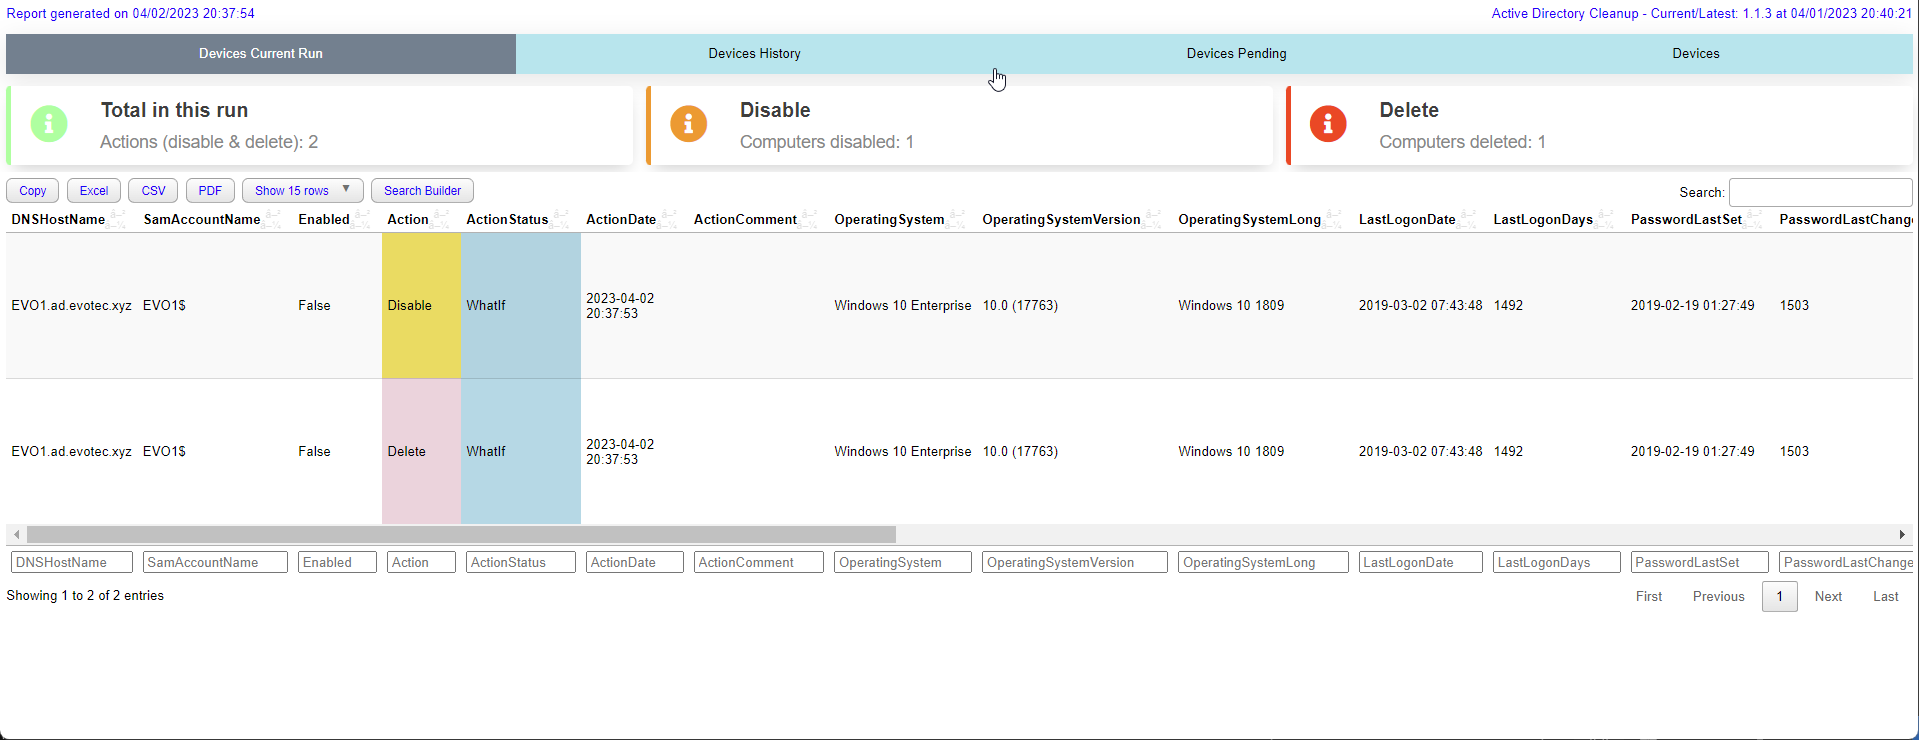 Report generated on 04/02/2023 20:37:54
Active Directory Cleanup - Current/Latest: 1.1.3 at 04/01/2023 20:40:21
Devices Current Run
Devices History
Devices Pending
Devices
Total in this run
Actions (disable & delete): 2
Disable
Computers disabled: 1
Delete
Computers deleted: 1
Copy Excel CSV PDF Show 15 rows ▼ Search Builder
Search:
DNSHostName SamAccountName Enabled Action ActionStatus ActionDate ActionComment OperatingSystem OperatingSystemVersion OperatingSystemLong LastLogonDate LastLogonDays PasswordLastSet PasswordLastChange
EVO1.ad.evotec.xyz EVO1$ False Disable WhatIf 2023-04-02 20:37:53 Windows 10 Enterprise 10.0 (17763) Windows 10 1809 2019-03-02 07:43:48 1492 2019-02-19 01:27:49 1503
EVO1.ad.evotec.xyz EVO1$ False Delete WhatIf 2023-04-02 20:37:53 Windows 10 Enterprise 10.0 (17763) Windows 10 1809 2019-03-02 07:43:48 1492 2019-02-19 01:27:49 1503
DNSHostName SamAccountName Enabled Action ActionStatus ActionDate ActionComment OperatingSystem OperatingSystemVersion OperatingSystemLong LastLogonDate LastLogonDays PasswordLastSet PasswordLastChange
Showing 1 to 2 of 2 entries
First Previous 1 Next Last